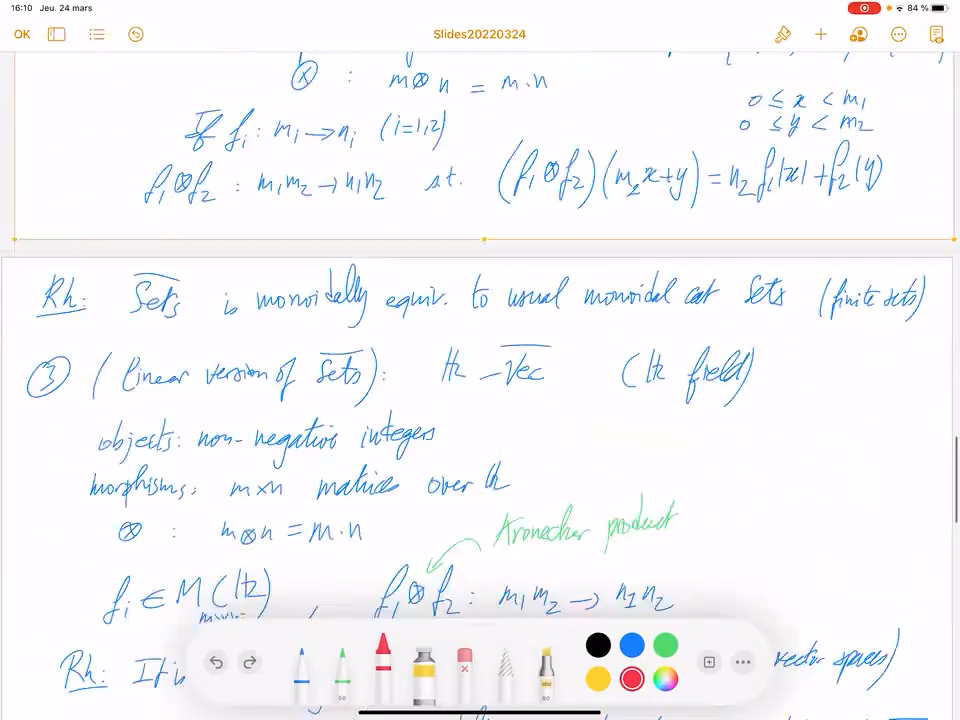 16:10 Jeu. 24 mars 84 %
OK Slides20220324
⊗ : m⊗n = m·n
0 ≤ x < m₁
0 ≤ y < m₂
If fᵢ : mᵢ → nᵢ (i=1,2)
f₁⊗f₂ : m₁m₂ → n₁n₂ s.t. (f₁⊗f₂)(m₂x+y) = n₂f₁(x)+f₂(y)
Rk: S̅e̅t̅s̅ is monoidally equiv. to usual monoidal cat Sets (finite sets)
③ (linear version of S̅e̅t̅s̅): 𝕜-V̅e̅c̅ (𝕜 field)
objects: non-negative integers
morphisms: m×n matrices over 𝕜
⊗ : m⊗n = m·n
Kronecker product
fᵢ ∈ M (𝕜), f₁⊗f₂ : m₁m₂ → n₁n₂
Rk: It is vector spaces)